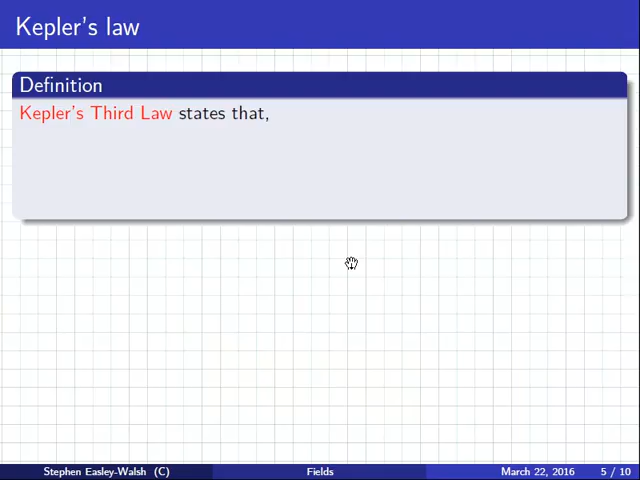 Kepler's law
Definition
Kepler's Third Law states that,
Stephen Easley-Walsh (C) Fields March 22, 2016 5 / 10